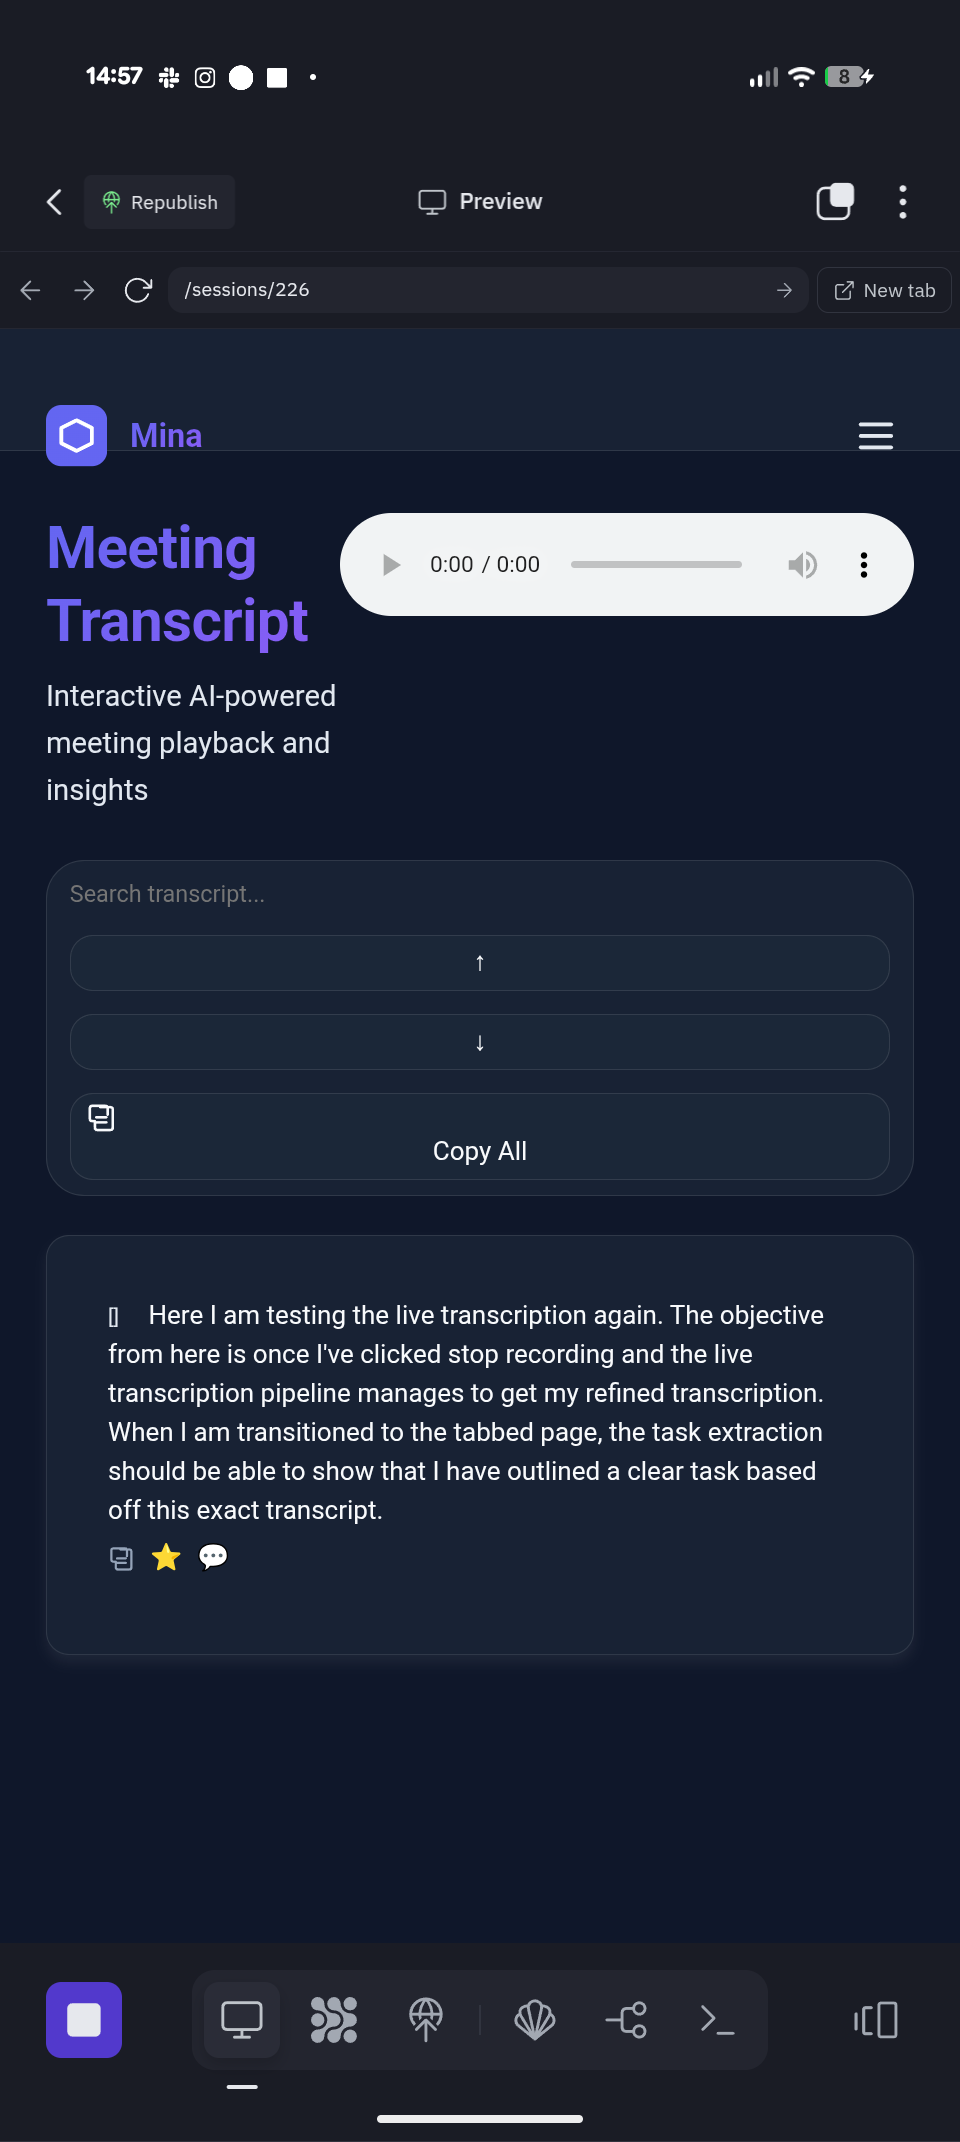 14:57
8
Republish
Preview
/sessions/226
New tab
Mina
Meeting
Transcript
0:00 / 0:00
Interactive AI-powered
meeting playback and
insights
Search transcript...
↑
↓
Copy All
[] Here I am testing the live transcription again. The objective
from here is once I've clicked stop recording and the live
transcription pipeline manages to get my refined transcription.
When I am transitioned to the tabbed page, the task extraction
should be able to show that I have outlined a clear task based
off this exact transcript.